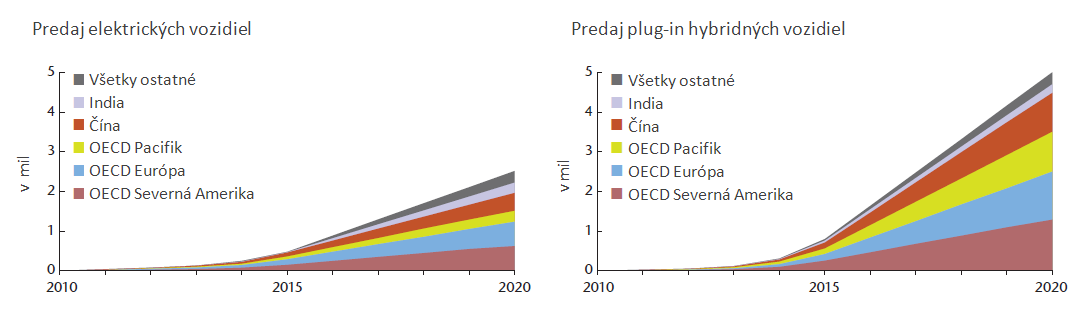 Predaj elektrických vozidiel
5
4
3
2
1
0
v mil
Všetky ostatné
India
Čína
OECD Pacifik
OECD Európa
OECD Severná Amerika
2010
2015
2020
Predaj plug-in hybridných vozidiel
5
4
3
2
1
0
v mil
Všetky ostatné
India
Čína
OECD Pacifik
OECD Európa
OECD Severná Amerika
2010
2015
2020